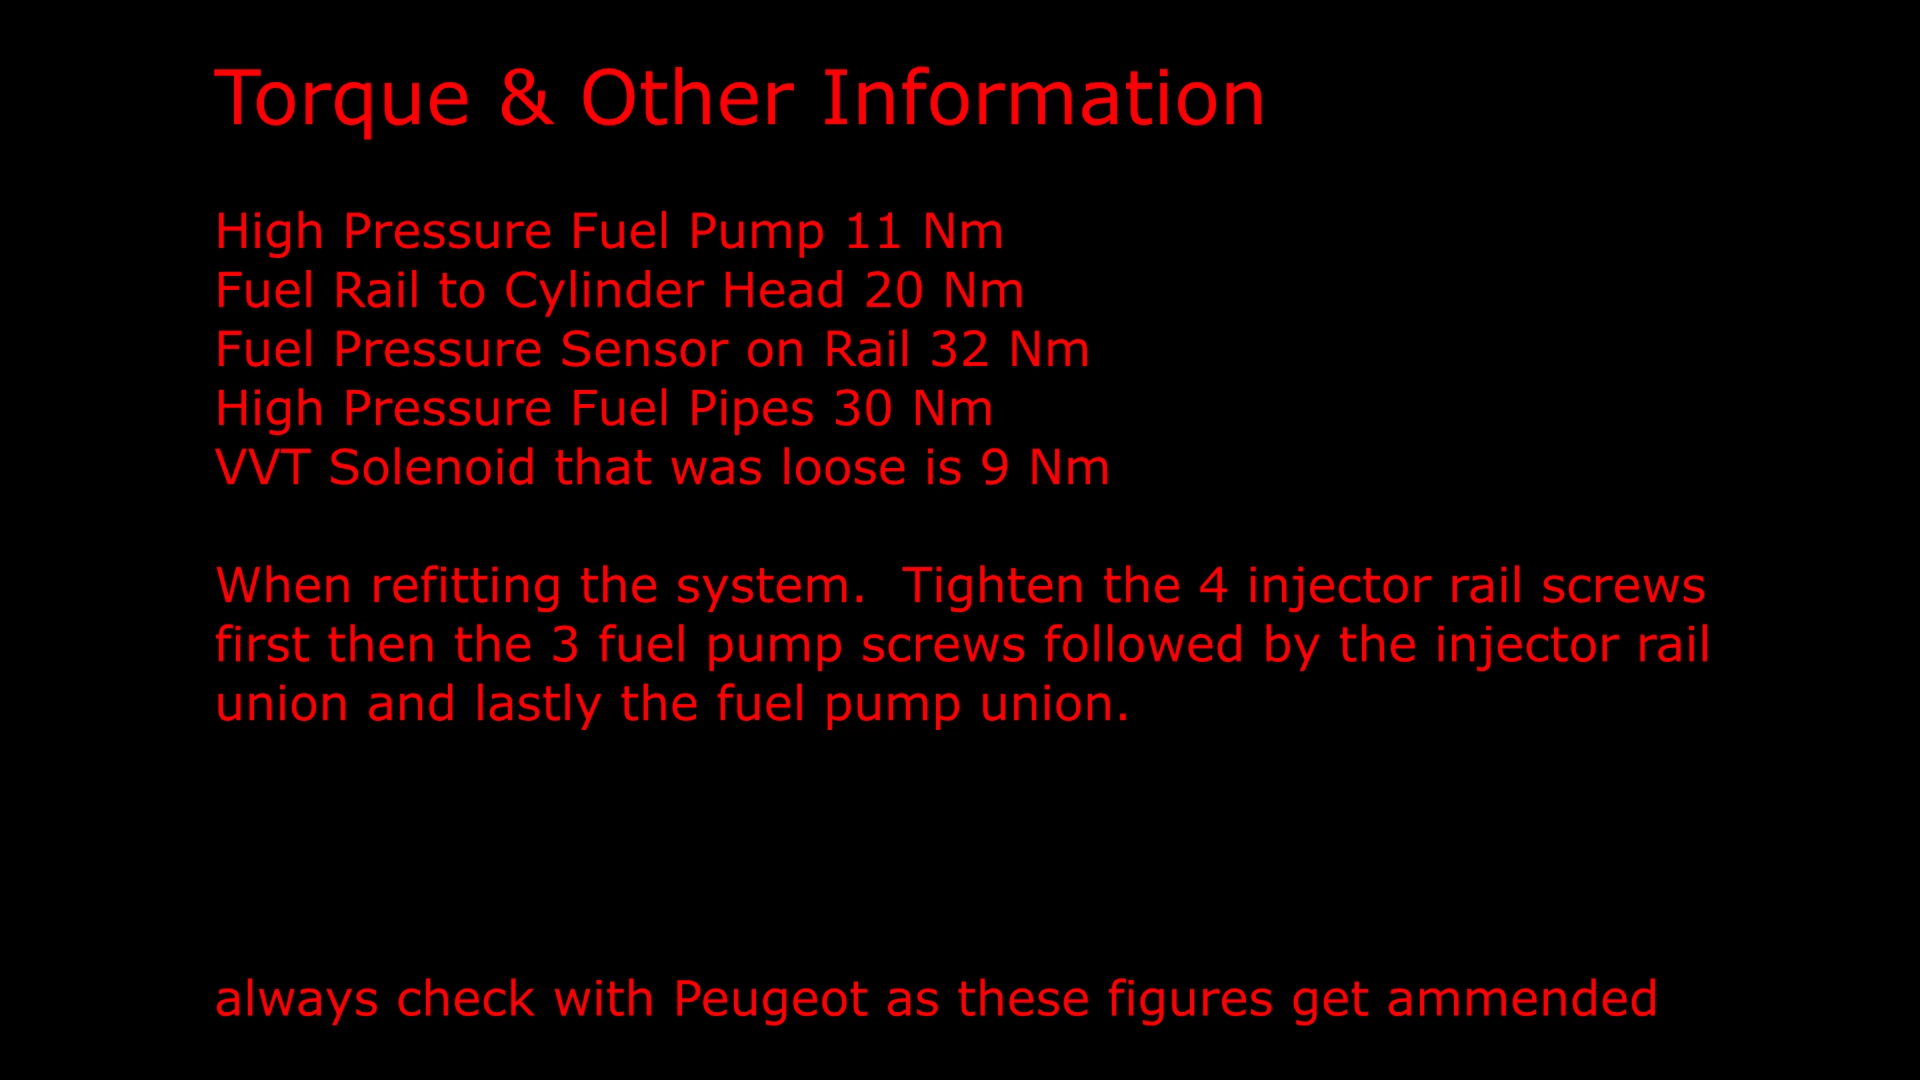 Torque & Other Information
High Pressure Fuel Pump 11 Nm
Fuel Rail to Cylinder Head 20 Nm
Fuel Pressure Sensor on Rail 32 Nm
High Pressure Fuel Pipes 30 Nm
VVT Solenoid that was loose is 9 Nm
When refitting the system.  Tighten the 4 injector rail screws
first then the 3 fuel pump screws followed by the injector rail
union and lastly the fuel pump union.
always check with Peugeot as these figures get ammended